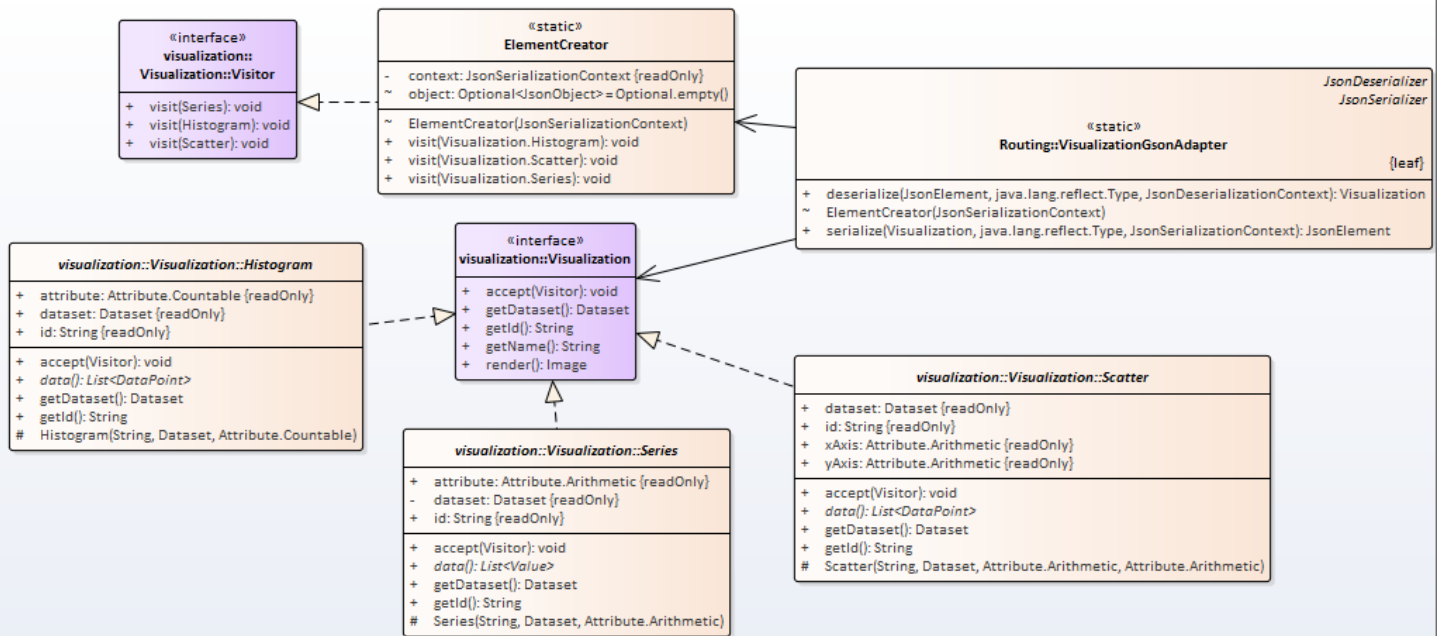 «interface»
visualization::
Visualization::Visitor
+ visit(Series): void
+ visit(Histogram): void
+ visit(Scatter): void
«static»
ElementCreator
- context: JsonSerializationContext {readOnly}
~ object: Optional<JsonObject> = Optional.empty()
~ ElementCreator(JsonSerializationContext)
+ visit(Visualization.Histogram): void
+ visit(Visualization.Scatter): void
+ visit(Visualization.Series): void
JsonDeserializer
JsonSerializer
«static»
Routing::VisualizationGsonAdapter
{leaf}
+ deserialize(JsonElement, java.lang.reflect.Type, JsonDeserializationContext): Visualization
~ ElementCreator(JsonSerializationContext)
+ serialize(Visualization, java.lang.reflect.Type, JsonSerializationContext): JsonElement
visualization::Visualization::Histogram
+ attribute: Attribute.Countable {readOnly}
+ dataset: Dataset {readOnly}
+ id: String {readOnly}
+ accept(Visitor): void
+ data(): List<DataPoint>
+ getDataset(): Dataset
+ getId(): String
# Histogram(String, Dataset, Attribute.Countable)
«interface»
visualization::Visualization
+ accept(Visitor): void
+ getDataset(): Dataset
+ getId(): String
+ getName(): String
+ render(): Image
visualization::Visualization::Series
+ attribute: Attribute.Arithmetic {readOnly}
- dataset: Dataset {readOnly}
+ id: String {readOnly}
+ accept(Visitor): void
+ data(): List<Value>
+ getDataset(): Dataset
+ getId(): String
# Series(String, Dataset, Attribute.Arithmetic)
visualization::Visualization::Scatter
+ dataset: Dataset {readOnly}
+ id: String {readOnly}
+ xAxis: Attribute.Arithmetic {readOnly}
+ yAxis: Attribute.Arithmetic {readOnly}
+ accept(Visitor): void
+ data(): List<DataPoint>
+ getDataset(): Dataset
+ getId(): String
# Scatter(String, Dataset, Attribute.Arithmetic, Attribute.Arithmetic)